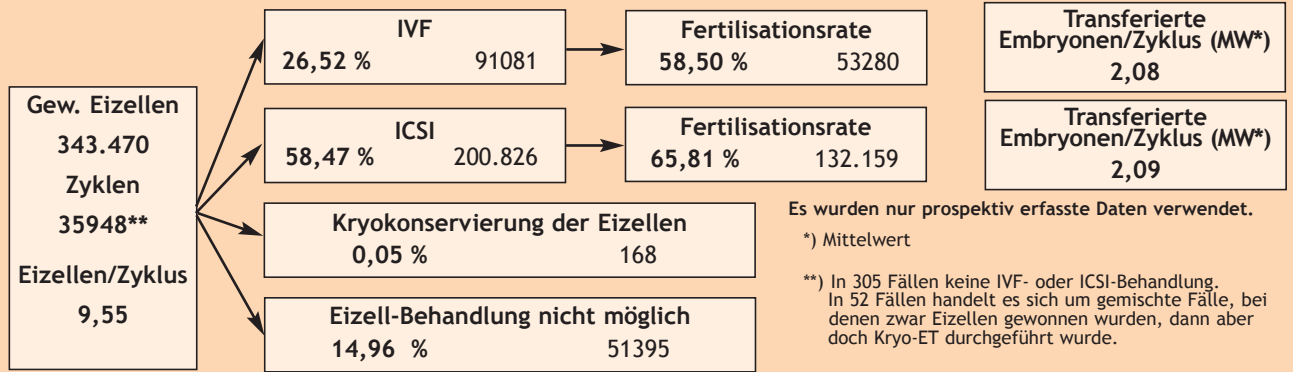 Gew. Eizellen
343.470
Zyklen
35948**
Eizellen/Zyklus
9,55
IVF
26,52 % 91081
Fertilisationsrate
58,50 % 53280
Transferierte
Embryonen/Zyklus (MW*)
2,08
ICSI
58,47 % 200.826
Fertilisationsrate
65,81 % 132.159
Transferierte
Embryonen/Zyklus (MW*)
2,09
Kryokonservierung der Eizellen
0,05 % 168
Eizell-Behandlung nicht möglich
14,96 % 51395
Es wurden nur prospektiv erfasste Daten verwendet.
*) Mittelwert
**) In 305 Fällen keine IVF- oder ICSI-Behandlung.
In 52 Fällen handelt es sich um gemischte Fälle, bei
denen zwar Eizellen gewonnen wurden, dann aber
doch Kryo-ET durchgeführt wurde.